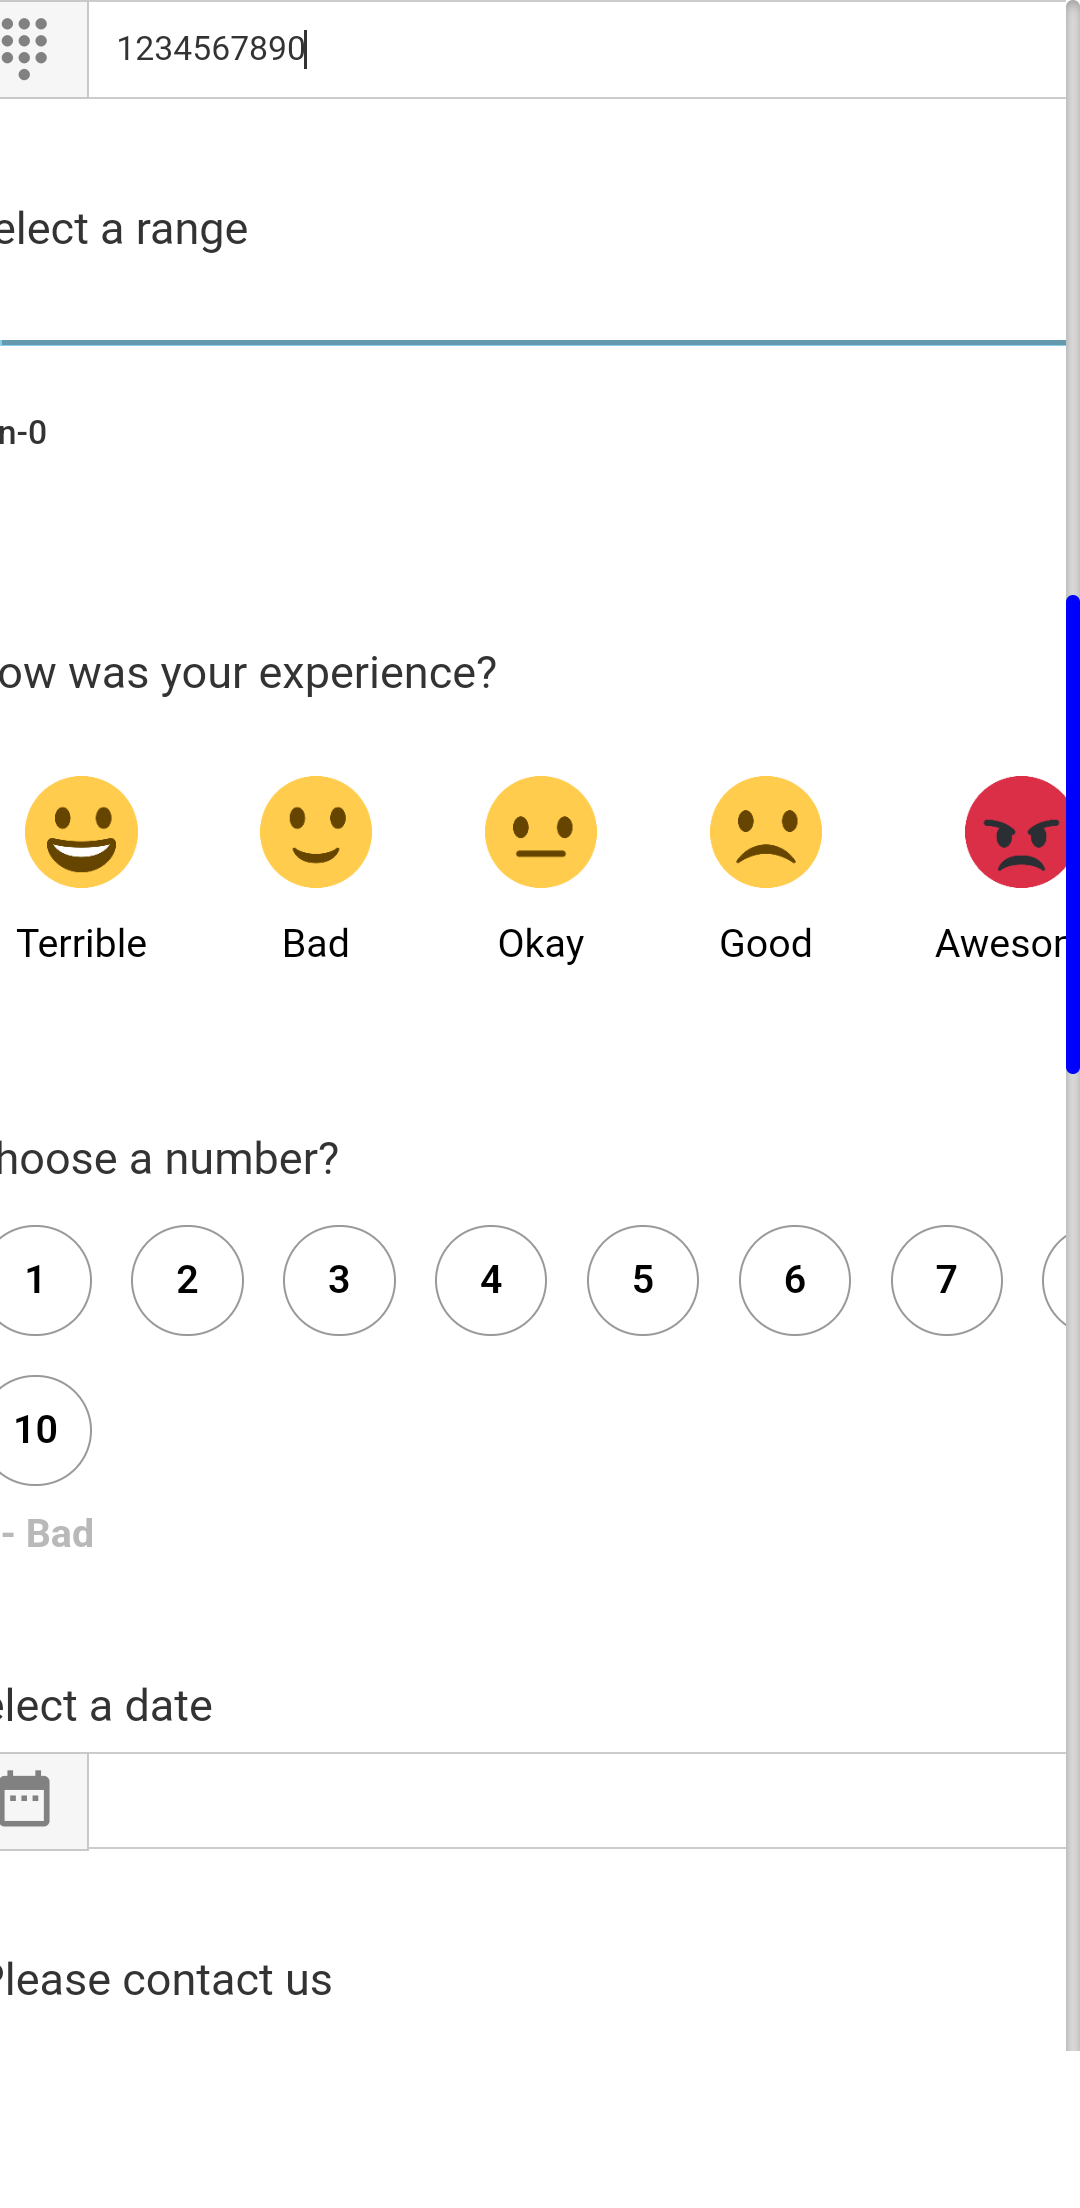 1234567890
elect a range
n-0
ow was your experience?
Terrible Bad Okay Good Awesor
hoose a number?
1 2 3 4 5 6 7
10
- Bad
elect a date
Please contact us